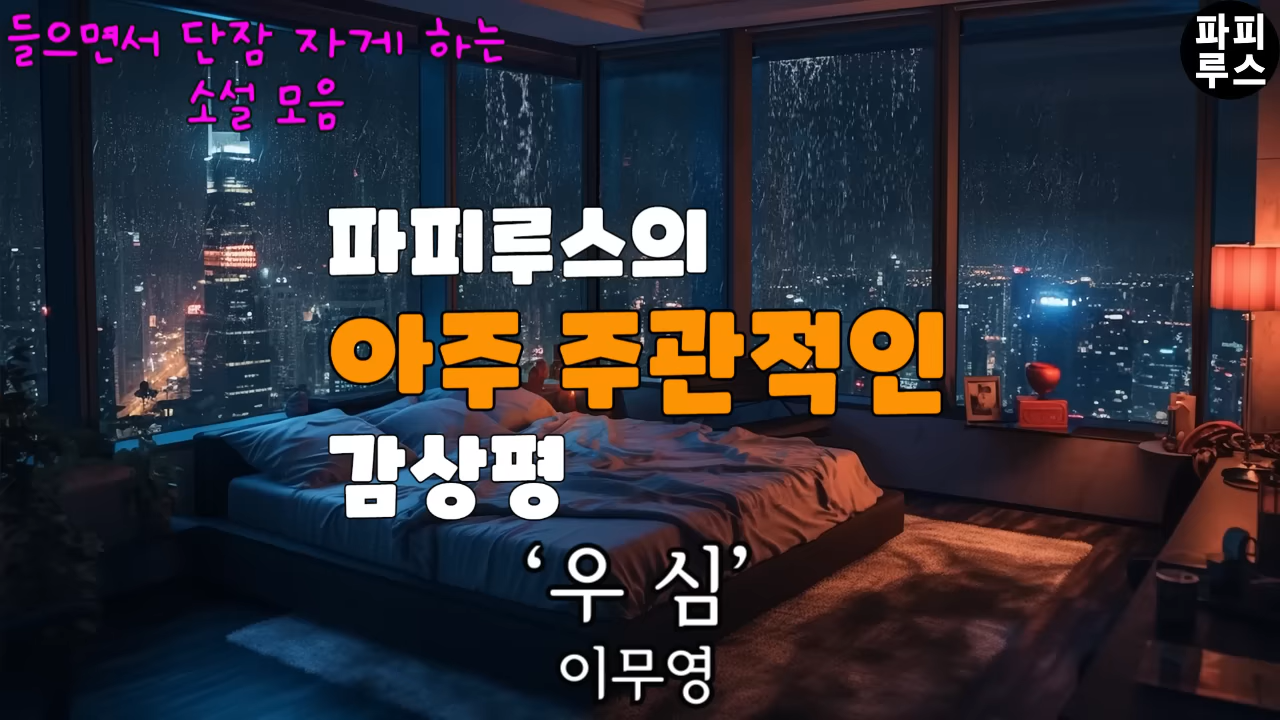 들으면서 단잠 자게 하는
소설 모음
파피
루스
파피루스의
아주 주관적인
감상평
‘우 심’
이무영